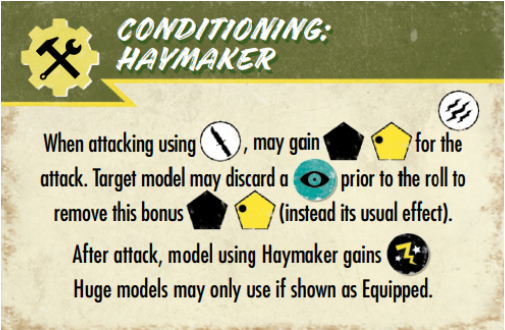 CONDITIONING:
HAYMAKER
When attacking using , may gain for the
attack. Target model may discard a prior to the roll to
remove this bonus (instead its usual effect).
After attack, model using Haymaker gains
Huge models may only use if shown as Equipped.